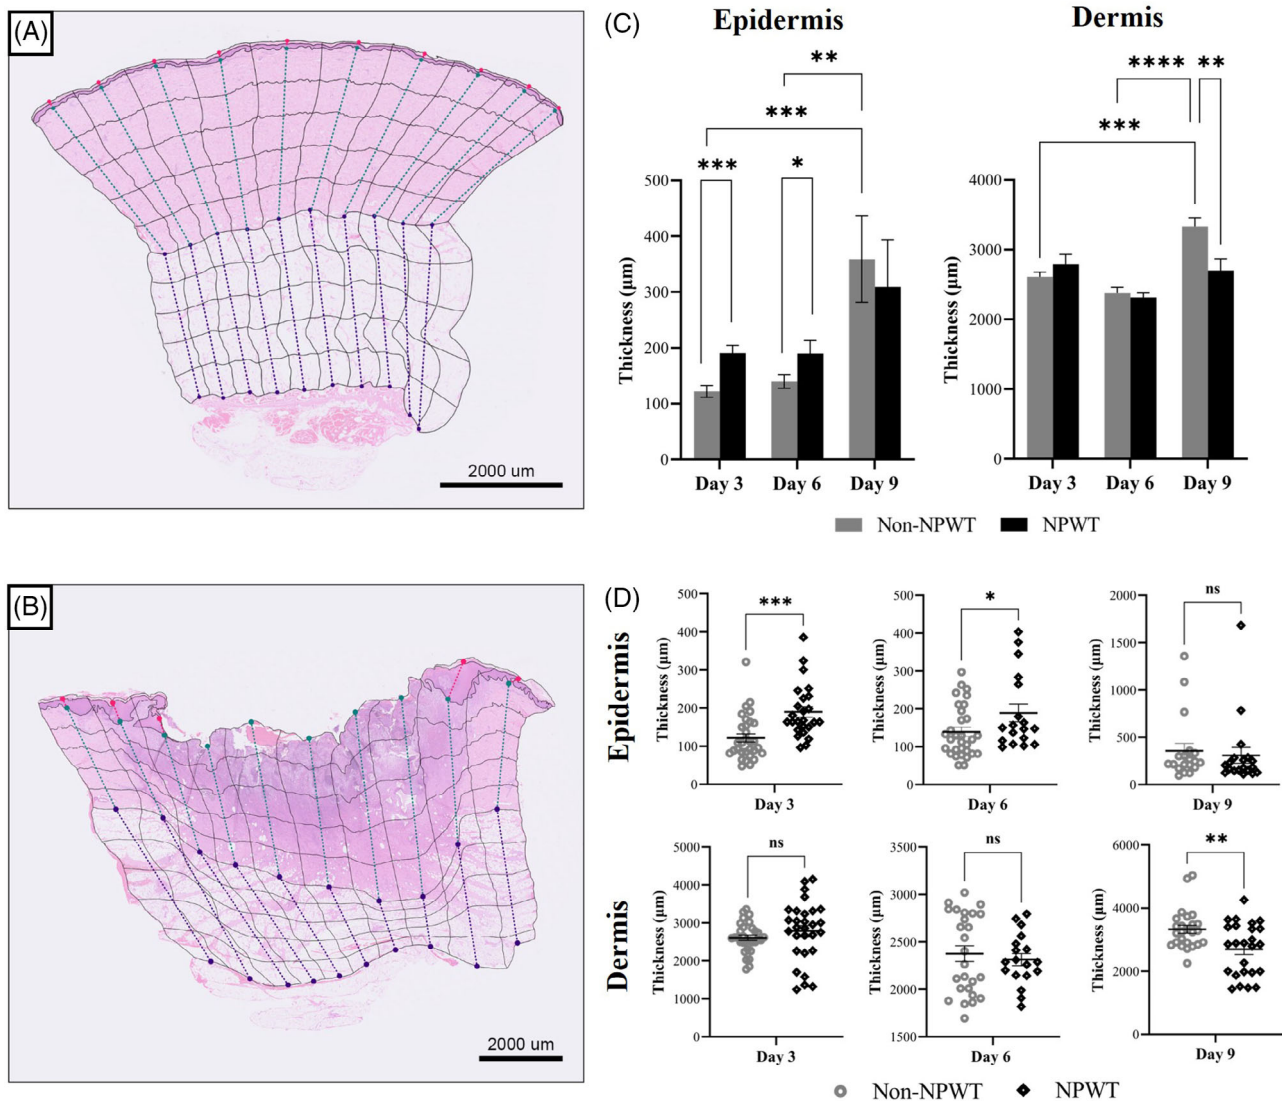 (A)
2000 um
(B)
2000 um
(C)
Epidermis
Dermis
**
***
***
*
****
**
***
Thickness (µm)
500
400
300
200
100
0
Day 3
Day 6
Day 9
Thickness (µm)
4000
3000
2000
1000
0
Day 3
Day 6
Day 9
Non-NPWT
NPWT
(D)
Epidermis
Thickness (µm)
500
400
300
200
100
0
***
Day 3
Thickness (µm)
500
400
300
200
100
0
*
Day 6
Thickness (µm)
2000
1500
1000
500
0
ns
Day 9
Dermis
Thickness (µm)
5000
4000
3000
2000
1000
0
ns
Day 3
Thickness (µm)
3500
3000
2500
2000
1500
ns
Day 6
Thickness (µm)
6000
4000
2000
0
**
Day 9
Non-NPWT
NPWT